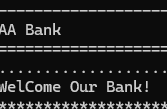 ====================
AA Bank
====================
....................
WelCome Our Bank!
********************